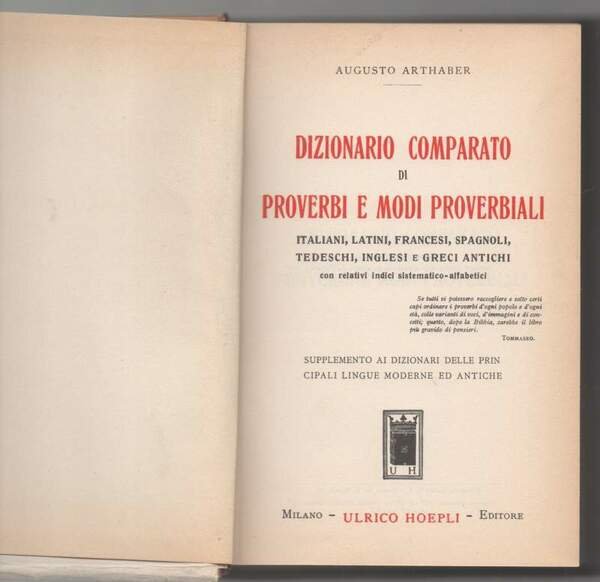 AUGUSTO ARTHABER
DIZIONARIO COMPARATO
DI
PROVERBI E MODI PROVERBIALI
ITALIANI, LATINI, FRANCESI, SPAGNOLI,
TEDESCHI, INGLESI E GRECI ANTICHI
con relativi indici sistematico-alfabetici
Se tutti si potessero raccogliere e sotto certi
capi ordinare i proverbi d'ogni popolo e d'ogni
età, colle varianti di voci, d'immagini e di con-
cetti; questo, dopo la Bibbia, sarebbe il libro
più gravido di pensieri.
TOMMASEO.
SUPPLEMENTO AI DIZIONARI DELLE PRIN
CIPALI LINGUE MODERNE ED ANTICHE
U H
MILANO - ULRICO HOEPLI - EDITORE